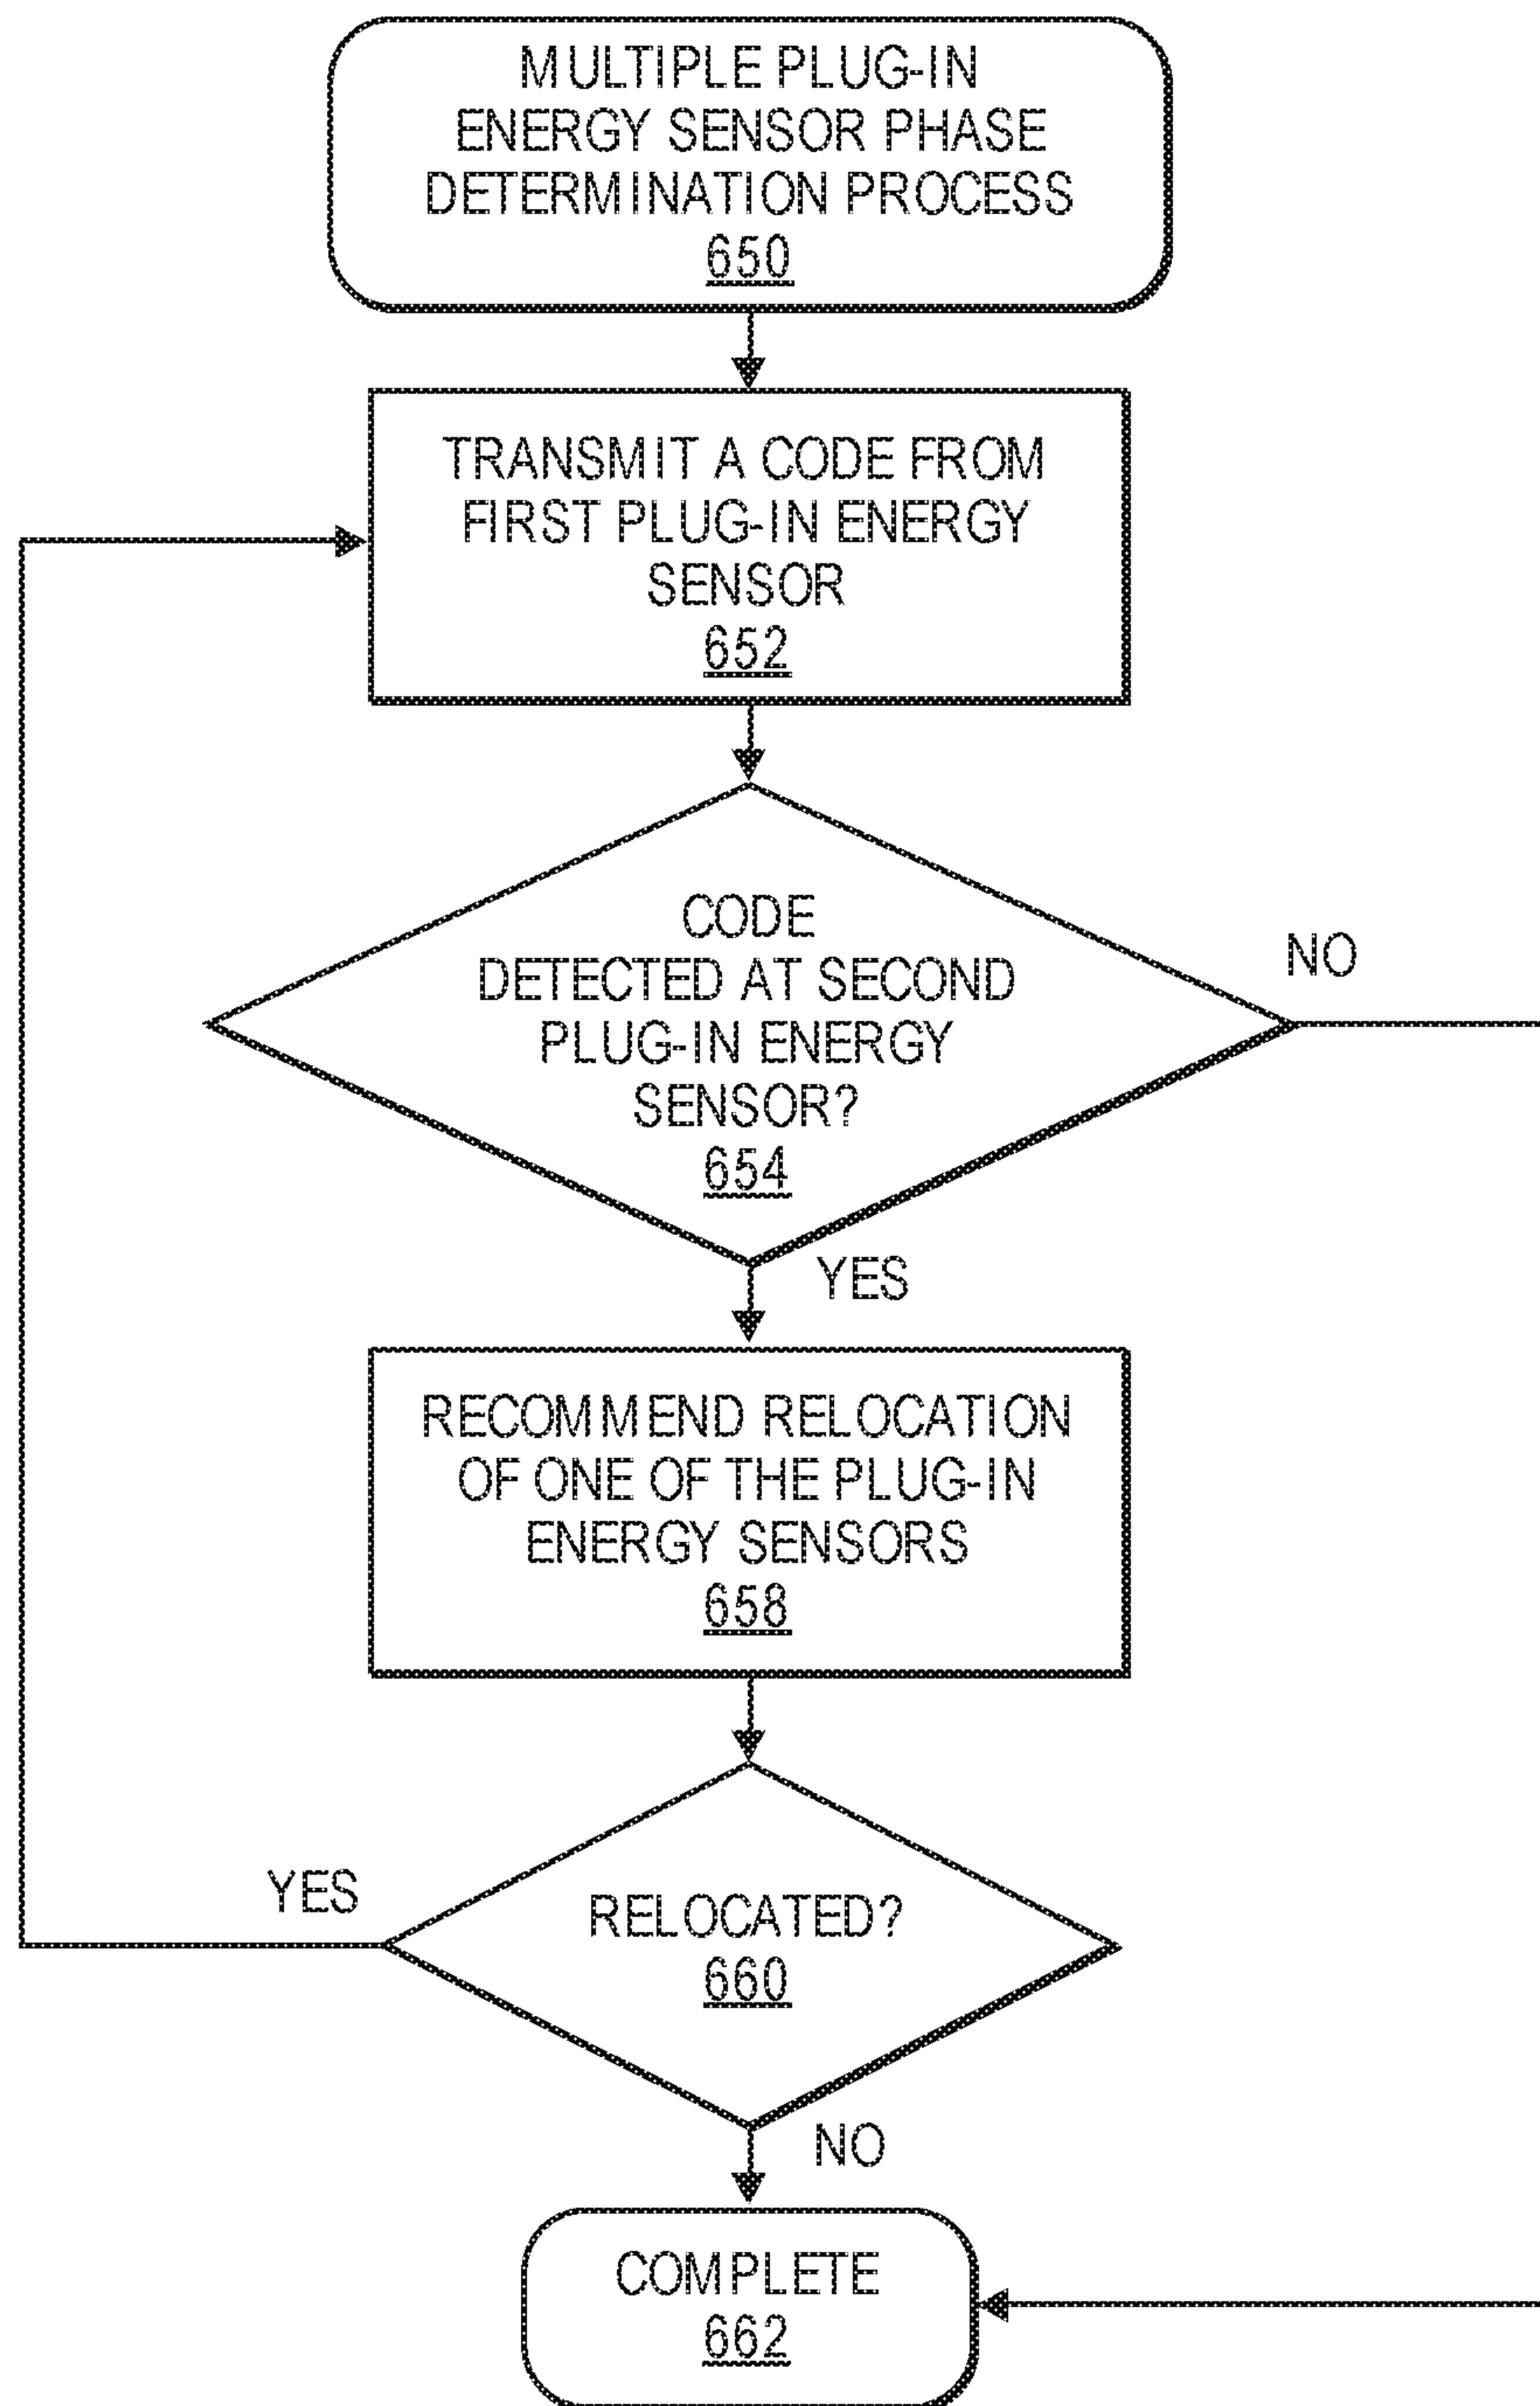 MULTIPLE PLUG-IN
ENERGY SENSOR PHASE
DETERMINATION PROCESS
650
TRANSMIT A CODE FROM
FIRST PLUG-IN ENERGY
SENSOR
652
CODE
DETECTED AT SECOND
PLUG-IN ENERGY
SENSOR?
654
NO
YES
RECOMMEND RELOCATION
OF ONE OF THE PLUG-IN
ENERGY SENSORS
658
YES
RELOCATED?
660
NO
COMPLETE
662